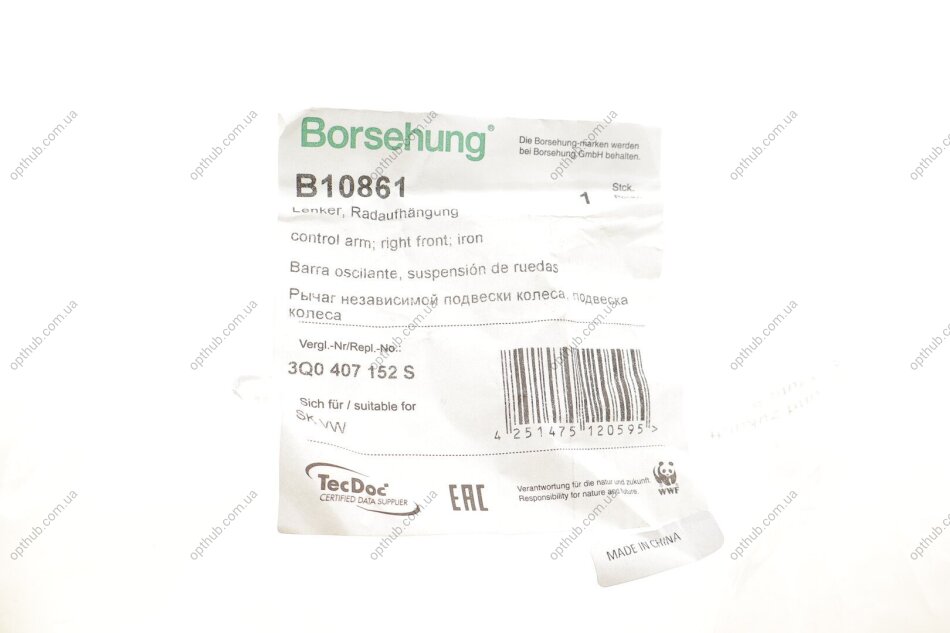 Borsehung®
Die Borsehung-marken werden
bei Borsehung GmbH behalten.
B10861
1 Stck.
Lenker, Radaufhängung
control arm; right front; iron
Barra oscilante, suspensión de ruedas
Рычаг независимой подвески колеса, подвеска
колеса
Vergl.-Nr/Repl.-No.:
3Q0 407 152 S
Sich für / suitable for
SK, VW
4 251475 120595 >
TecDoc
CERTIFIED DATA SUPPLIER
EAC
Verantwortung für die natur und zukunft.
Responsibility for nature and future.
WWF
MADE IN CHINA
opthub.com.ua